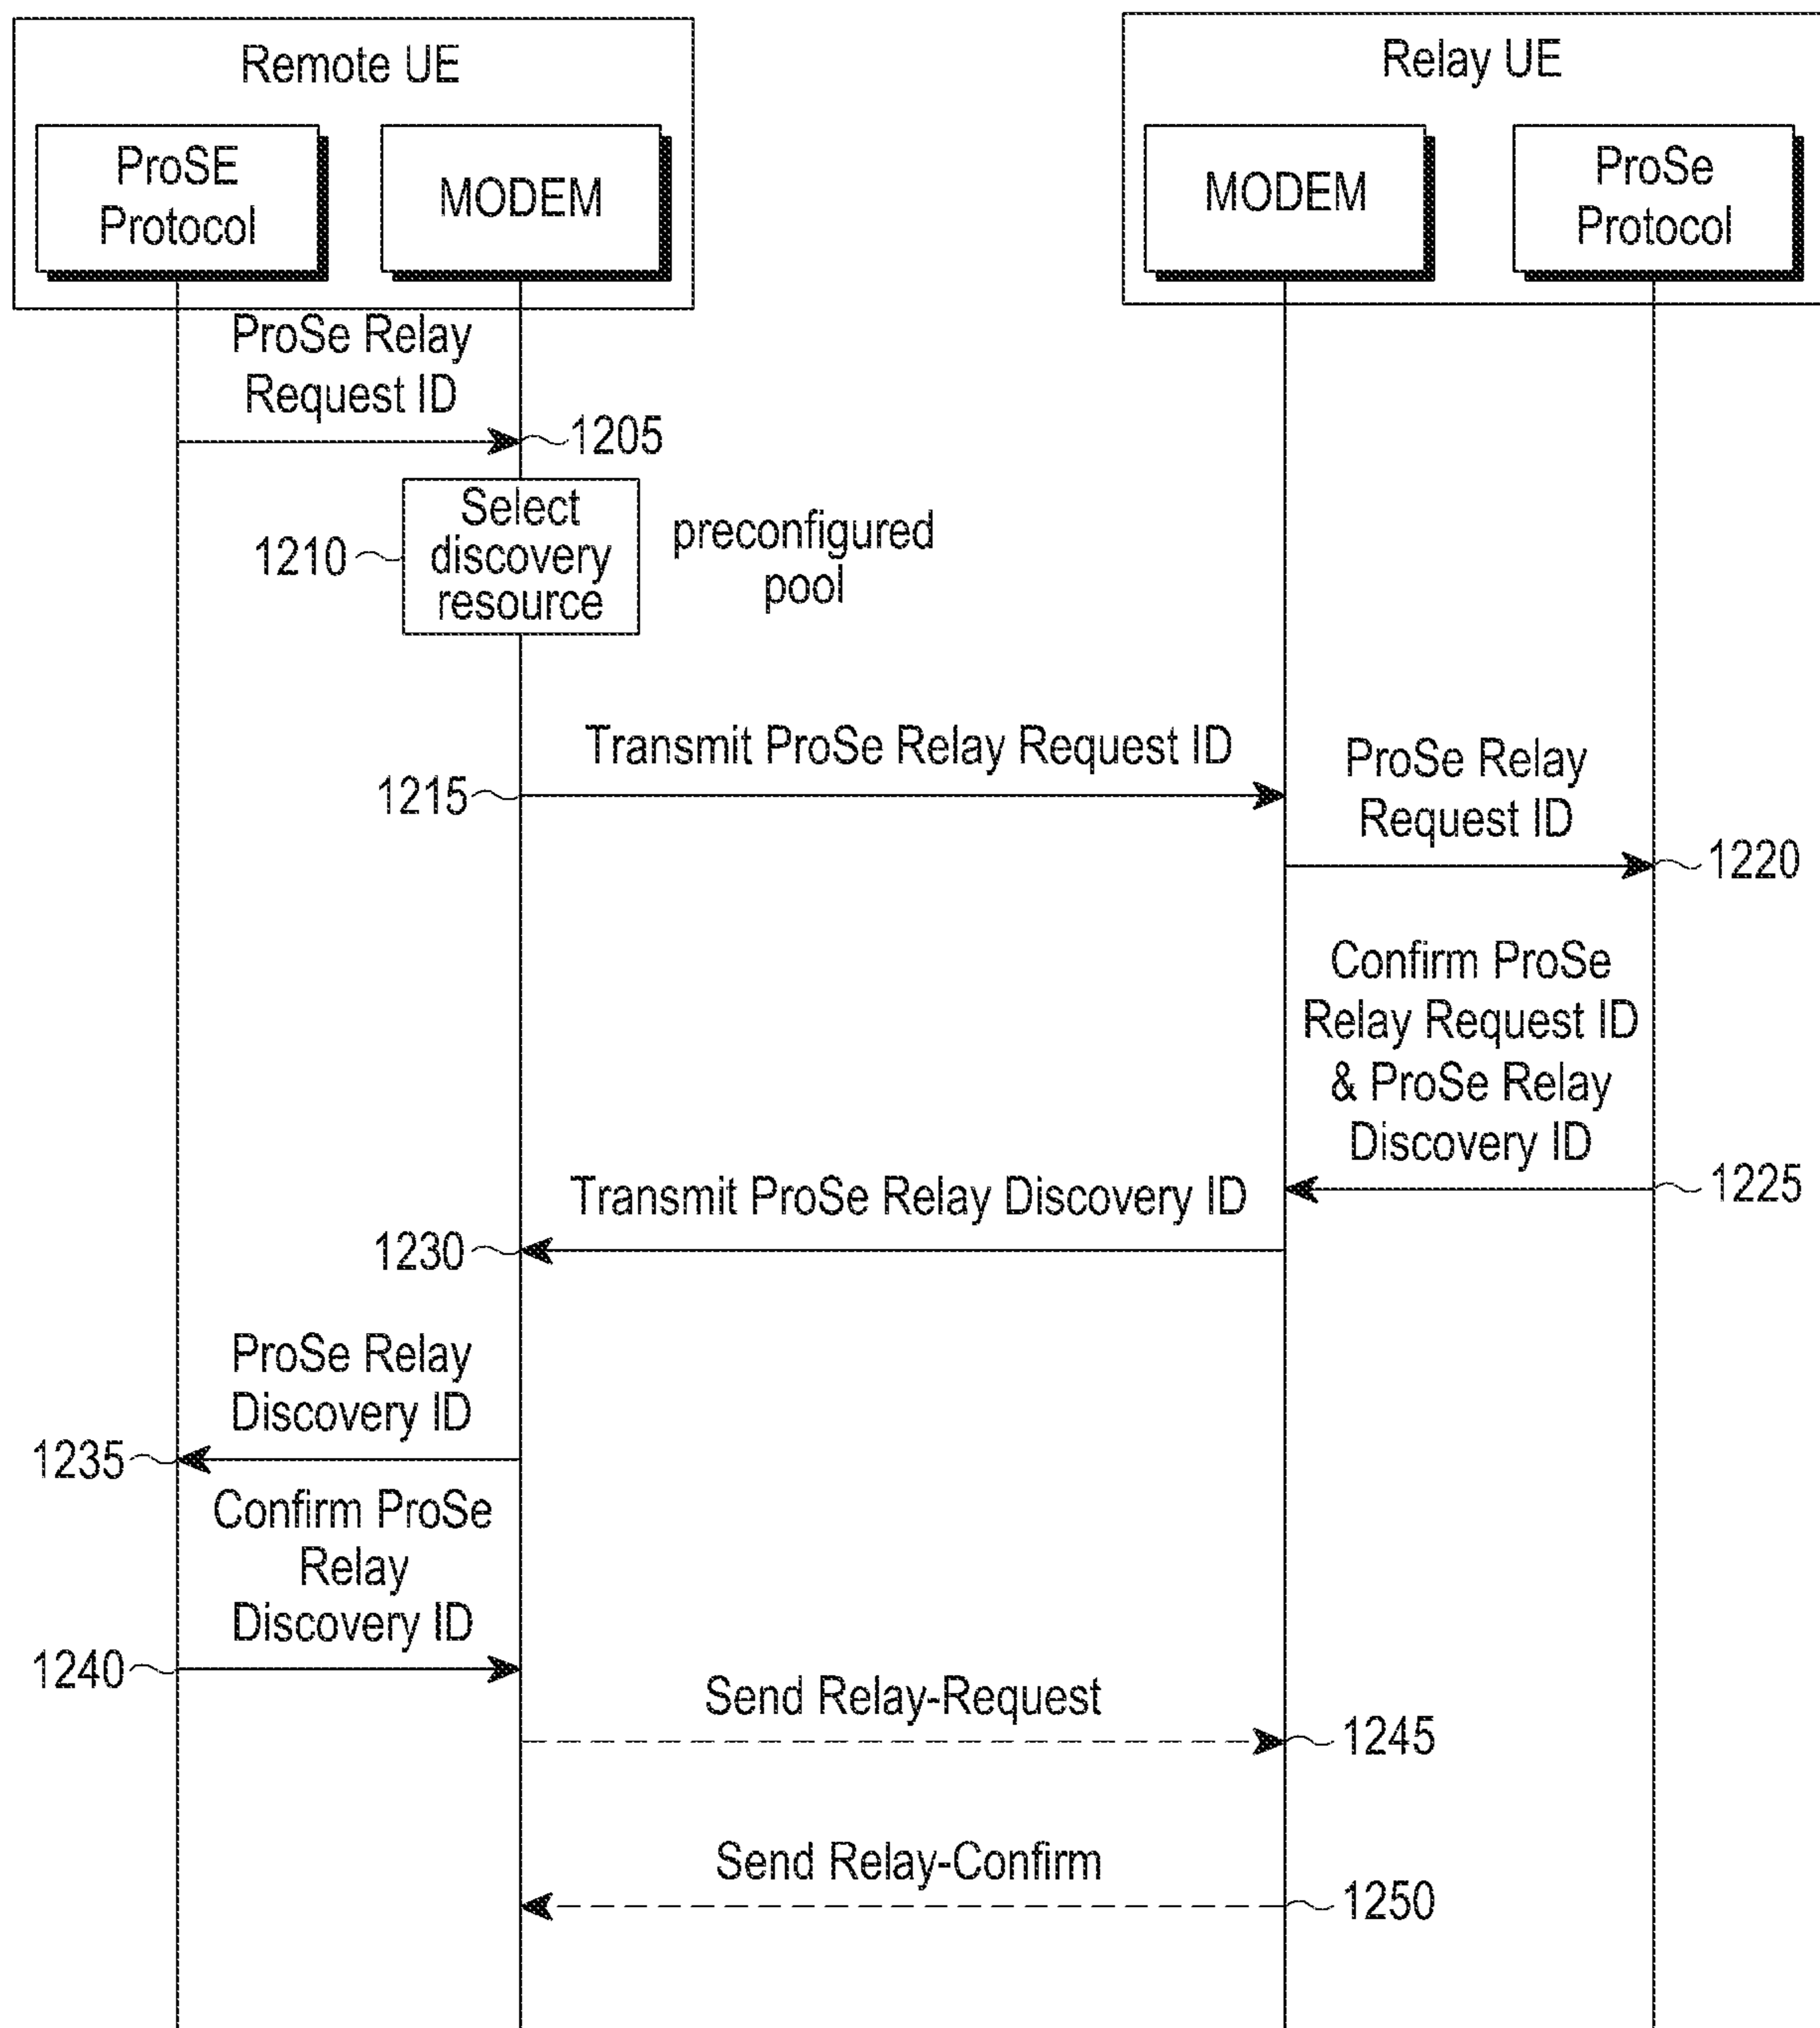 Remote UE
Relay UE
ProSE
Protocol
MODEM
MODEM
ProSe
Protocol
ProSe Relay
Request ID
1205
Select
discovery
resource
1210
preconfigured
pool
Transmit ProSe Relay Request ID
1215
ProSe Relay
Request ID
1220
Confirm ProSe
Relay Request ID
& ProSe Relay
Discovery ID
1225
Transmit ProSe Relay Discovery ID
1230
ProSe Relay
Discovery ID
1235
Confirm ProSe
Relay
Discovery ID
1240
Send Relay-Request
1245
Send Relay-Confirm
1250